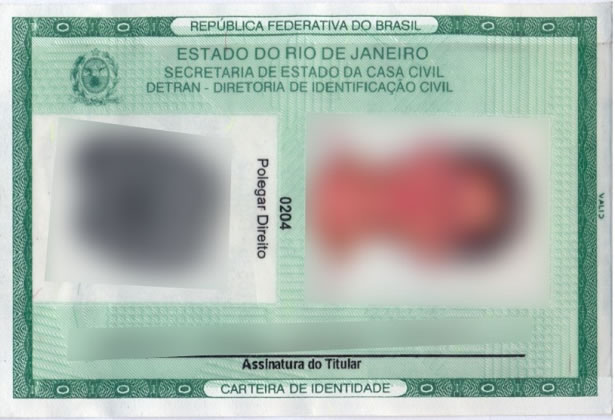 REPÚBLICA FEDERATIVA DO BRASIL
ESTADO DO RIO DE JANEIRO
SECRETARIA DE ESTADO DA CASA CIVIL
DETRAN - DIRETORIA DE IDENTIFICAÇÃO CIVIL
0204
Polegar Direito
Assinatura do Titular
CARTEIRA DE IDENTIDADE